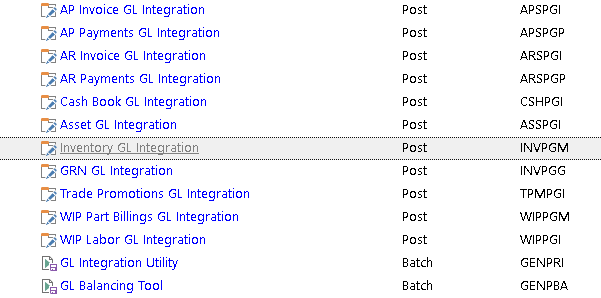 AP Invoice GL Integration Post APSPGI
AP Payments GL Integration Post APSPGP
AR Invoice GL Integration Post ARSPGI
AR Payments GL Integration Post ARSPGP
Cash Book GL Integration Post CSHPGI
Asset GL Integration Post ASSPGI
Inventory GL Integration Post INVPGM
GRN GL Integration Post INVPGG
Trade Promotions GL Integration Post TPMPGI
WIP Part Billings GL Integration Post WIPPGM
WIP Labor GL Integration Post WIPPGI
GL Integration Utility Batch GENPRI
GL Balancing Tool Batch GENPBA